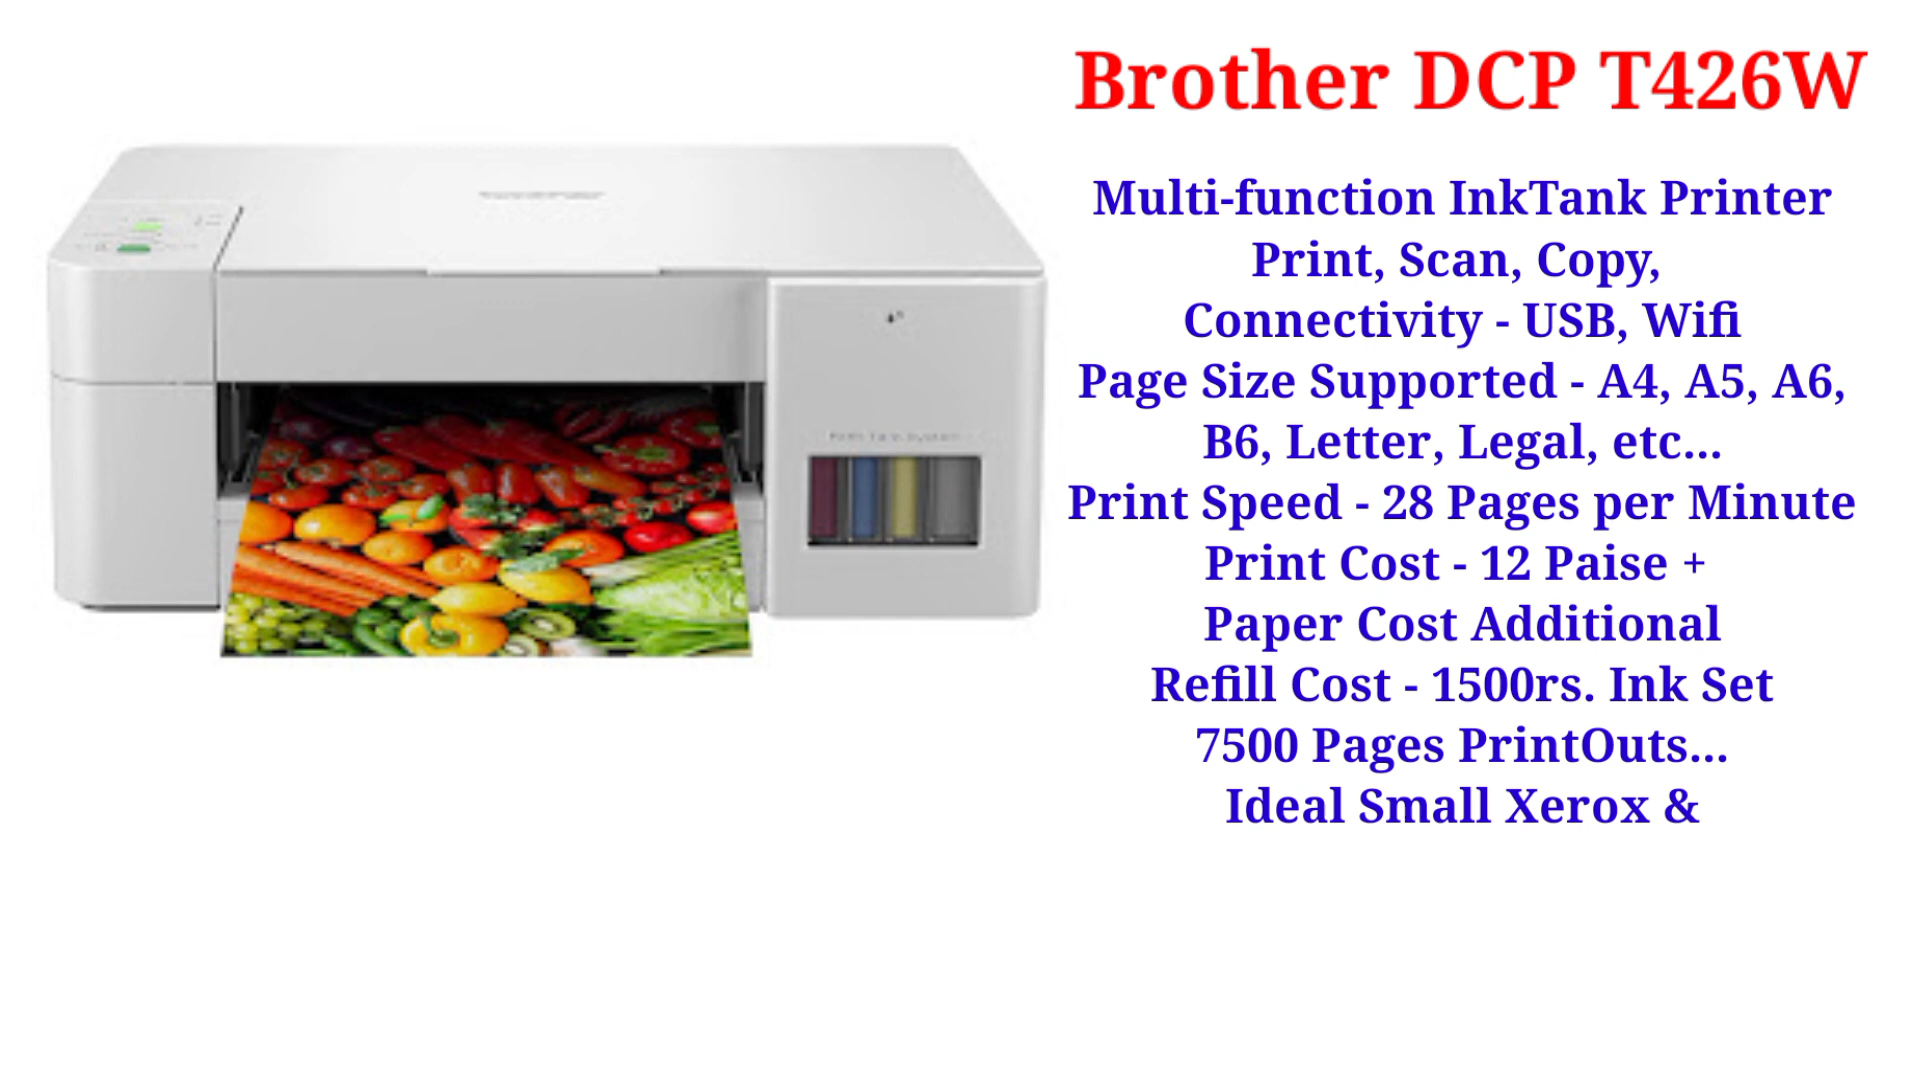 Brother DCP T426W
Multi-function InkTank Printer
Print, Scan, Copy,
Connectivity - USB, Wifi
Page Size Supported - A4, A5, A6,
B6, Letter, Legal, etc...
Print Speed - 28 Pages per Minute
Print Cost - 12 Paise +
Paper Cost Additional
Refill Cost - 1500rs. Ink Set
7500 Pages PrintOuts...
Ideal Small Xerox &